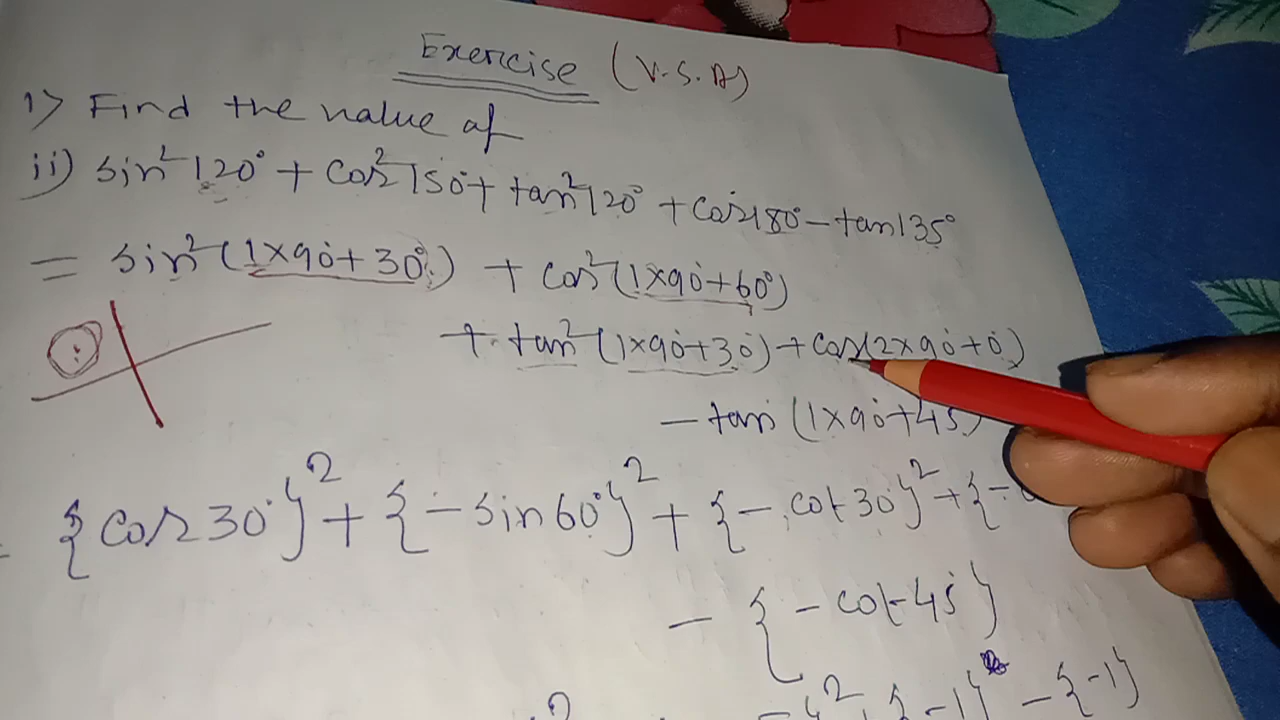 Exercise (V.S.A)
1) Find the value of
ii) sin²120° + cos²150° + tan²120° + cos180° - tan135°
= sin²(1×90°+30°) + cos²(1×90°+60°)
+ tan²(1×90°+30°) + cos(2×90°+0°)
- tan(1×90°+45°)
{cos30°}² + {-sin60°}² + {-cot30°}² + {-
- {-cot45°}
{-1} - {-1}